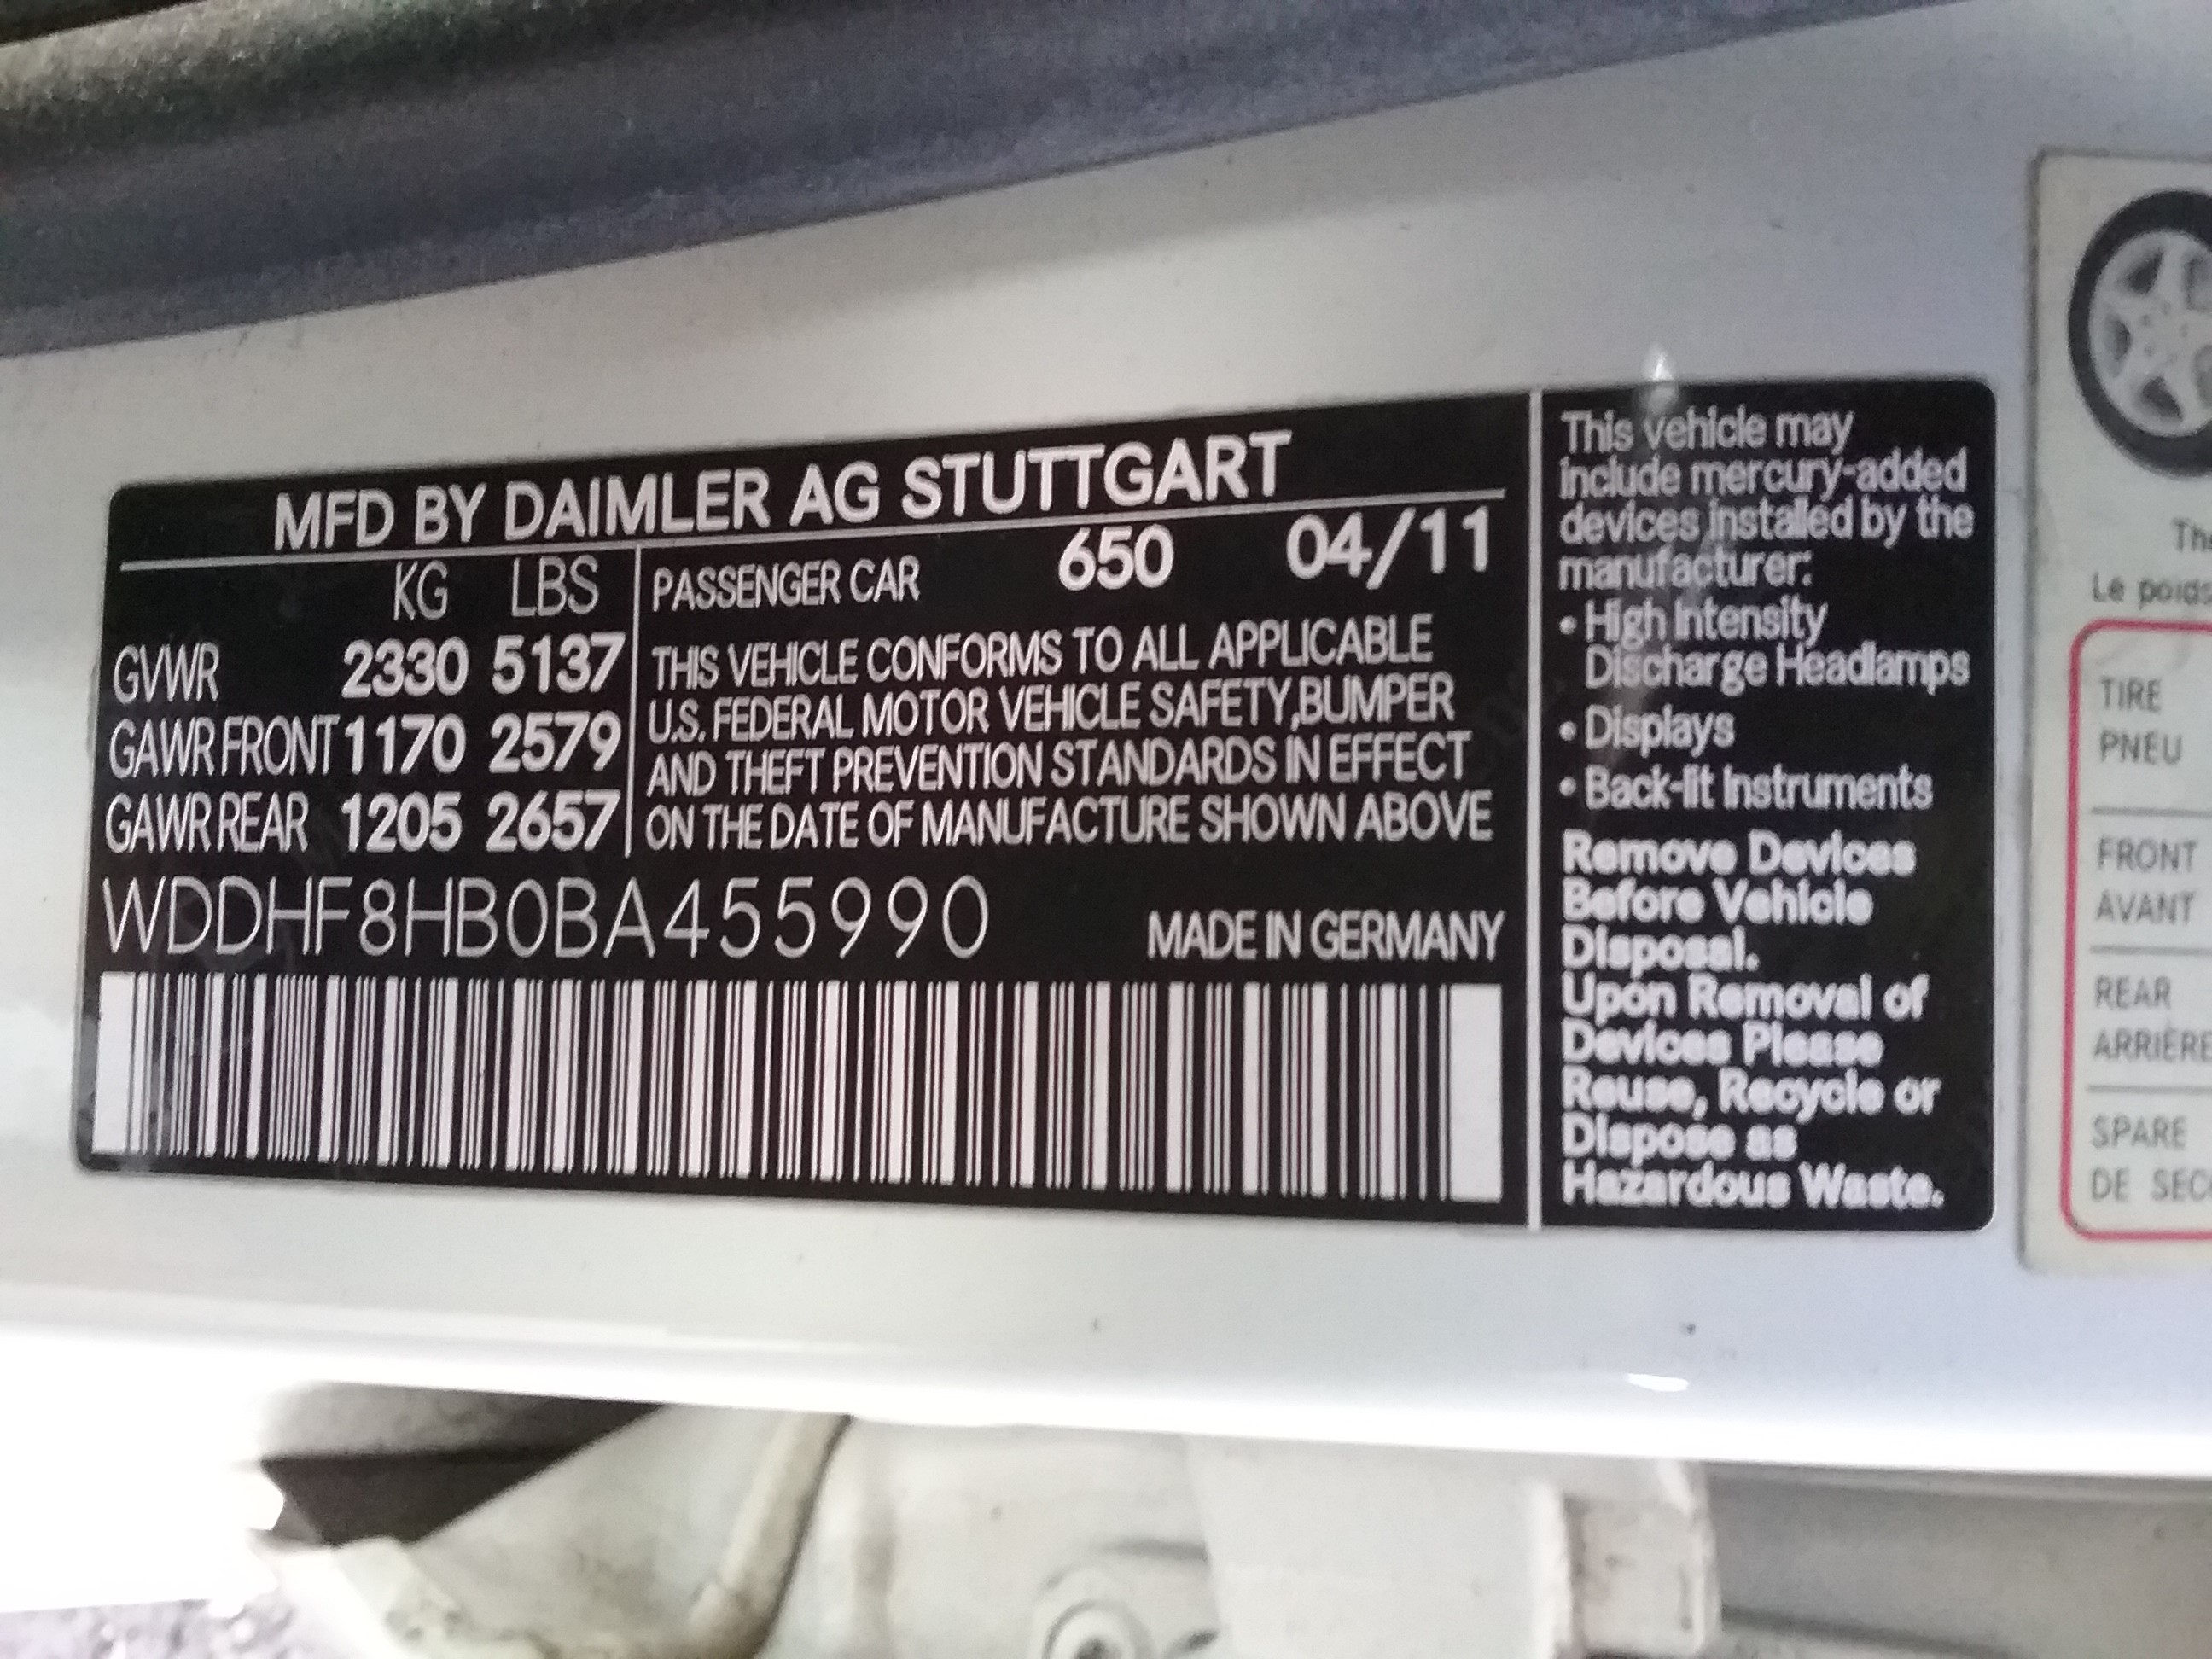 MFD BY DAIMLER AG STUTTGART
KG LBS
GVWR 2330 5137
GAWR FRONT 1170 2579
GAWR REAR 1205 2657
PASSENGER CAR 650 04/11
THIS VEHICLE CONFORMS TO ALL APPLICABLE
U.S. FEDERAL MOTOR VEHICLE SAFETY,BUMPER
AND THEFT PREVENTION STANDARDS IN EFFECT
ON THE DATE OF MANUFACTURE SHOWN ABOVE
WDDHF8HB0BA455990
MADE IN GERMANY
This vehicle may
include mercury-added
devices installed by the
manufacturer:
• High Intensity
Discharge Headlamps
• Displays
• Back-lit Instruments
Remove Devices
Before Vehicle
Disposal.
Upon Removal of
Devices Please
Reuse, Recycle or
Dispose as
Hazardous Waste.
Le poids
TIRE
PNEU
FRONT
AVANT
REAR
ARRIÈRE
SPARE
DE